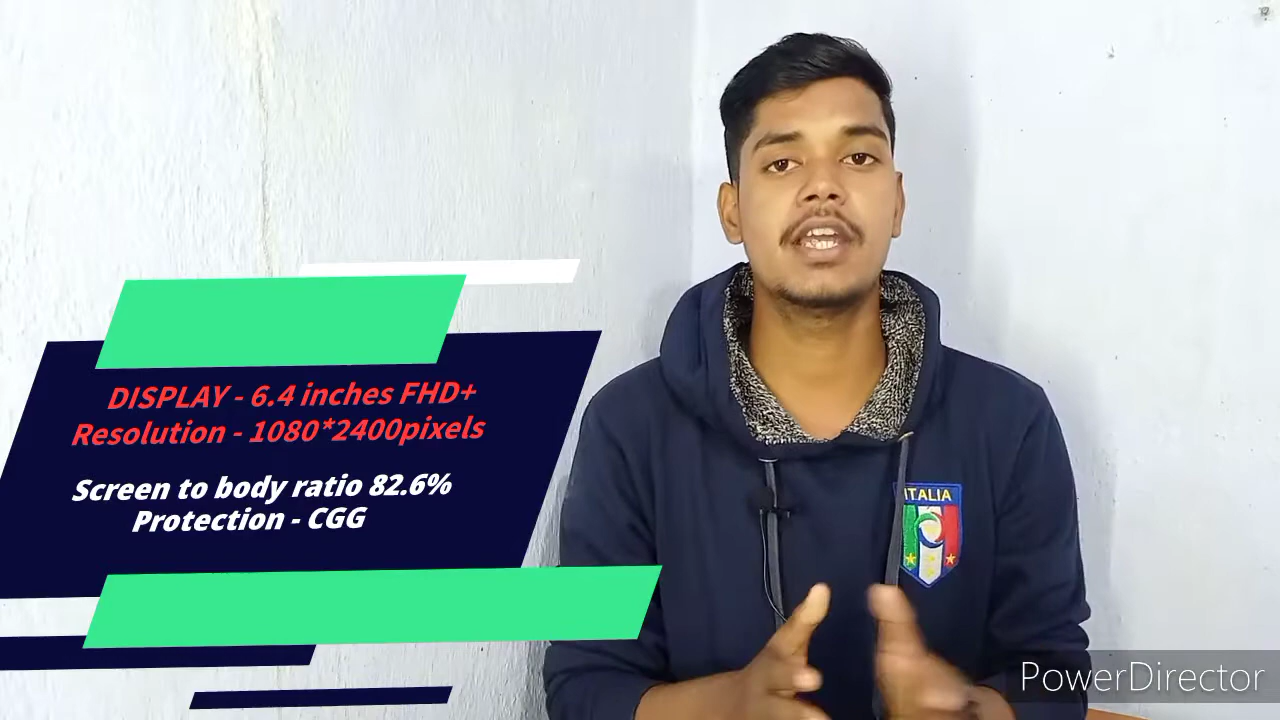 DISPLAY - 6.4 inches FHD+
Resolution - 1080*2400pixels
Screen to body ratio 82.6%
Protection - CGG
ITALIA
PowerDirector